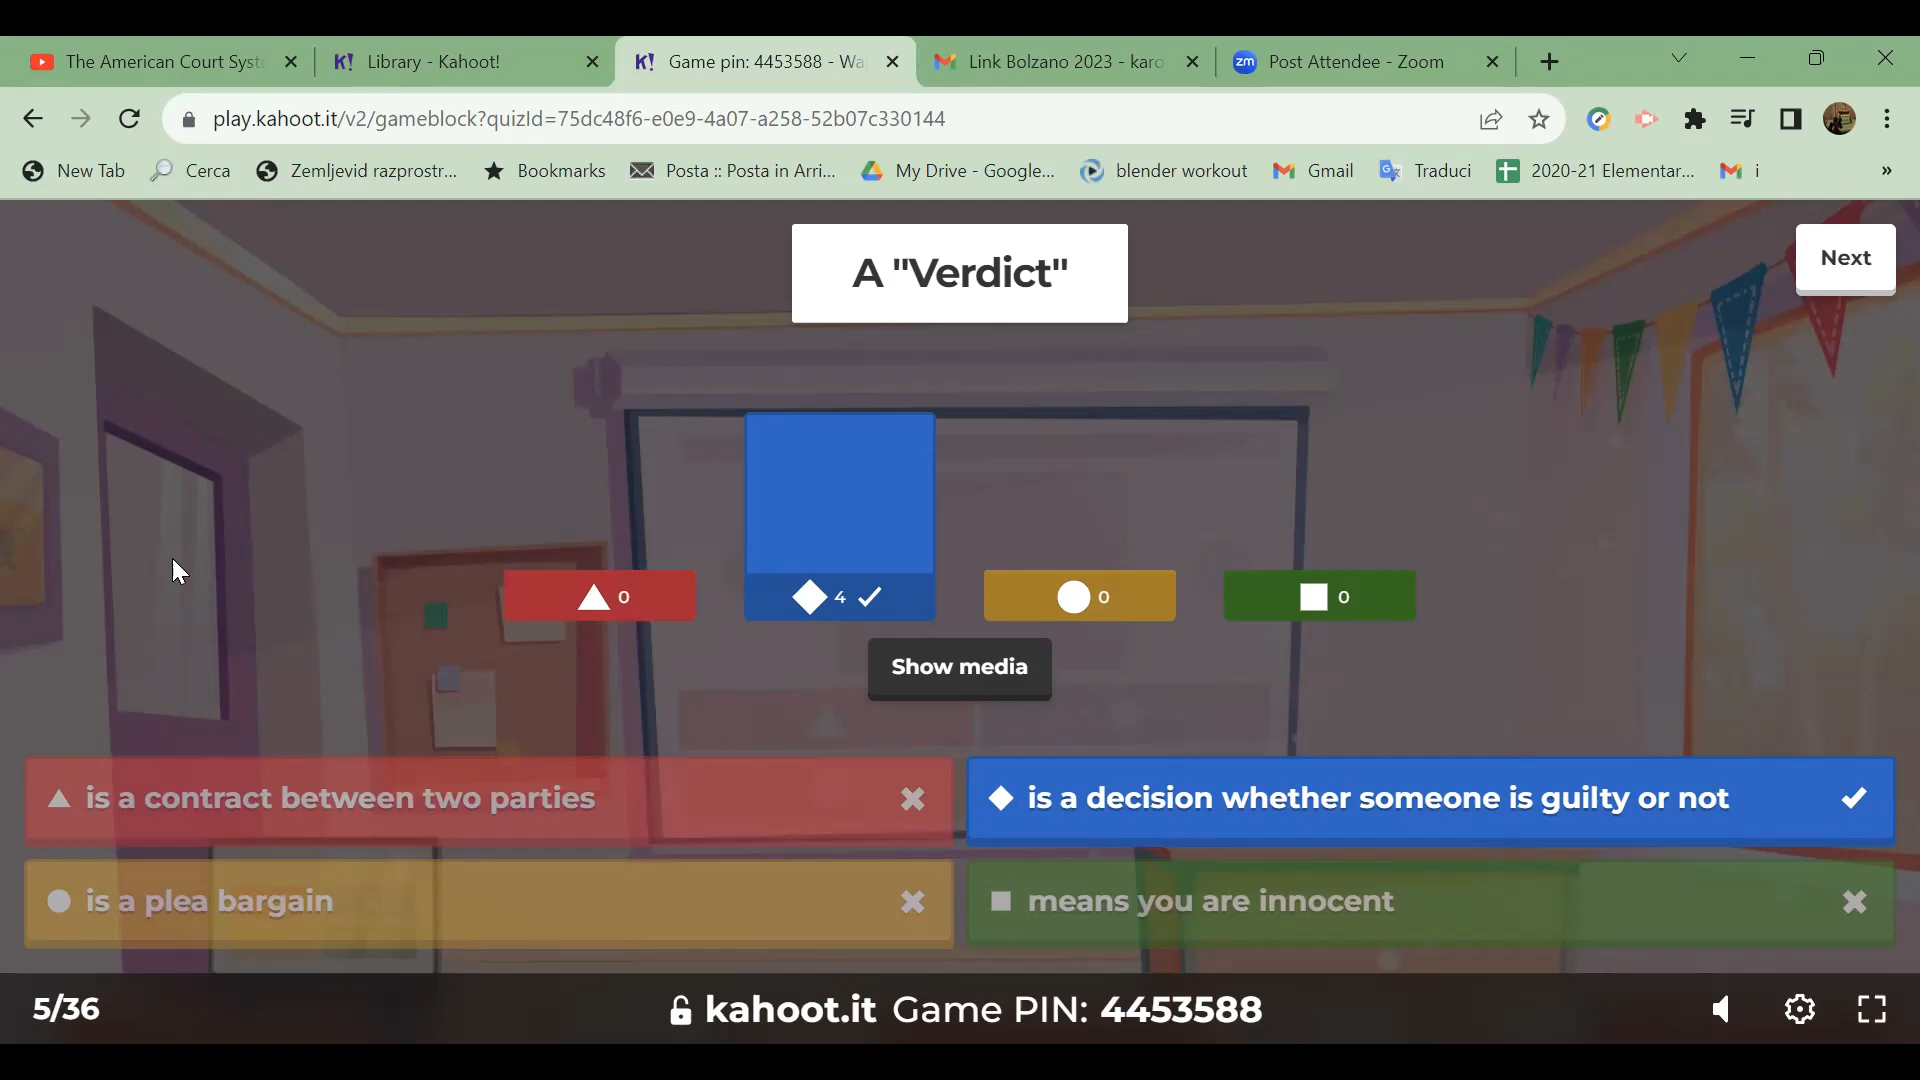 The American Court Syst
K! Library - Kahoot!
K! Game pin: 4453588 - Wa
Link Bolzano 2023 - karo
zm Post Attendee - Zoom
play.kahoot.it/v2/gameblock?quizId=75dc48f6-e0e9-4a07-a258-52b07c330144
New Tab
Cerca
Zemljevid razprostr...
Bookmarks
Posta :: Posta in Arri...
My Drive - Google...
blender workout
Gmail
Traduci
2020-21 Elementar...
i
»
A "Verdict"
Next
0
4
0
0
Show media
is a contract between two parties
is a decision whether someone is guilty or not
is a plea bargain
means you are innocent
5/36
kahoot.it Game PIN: 4453588